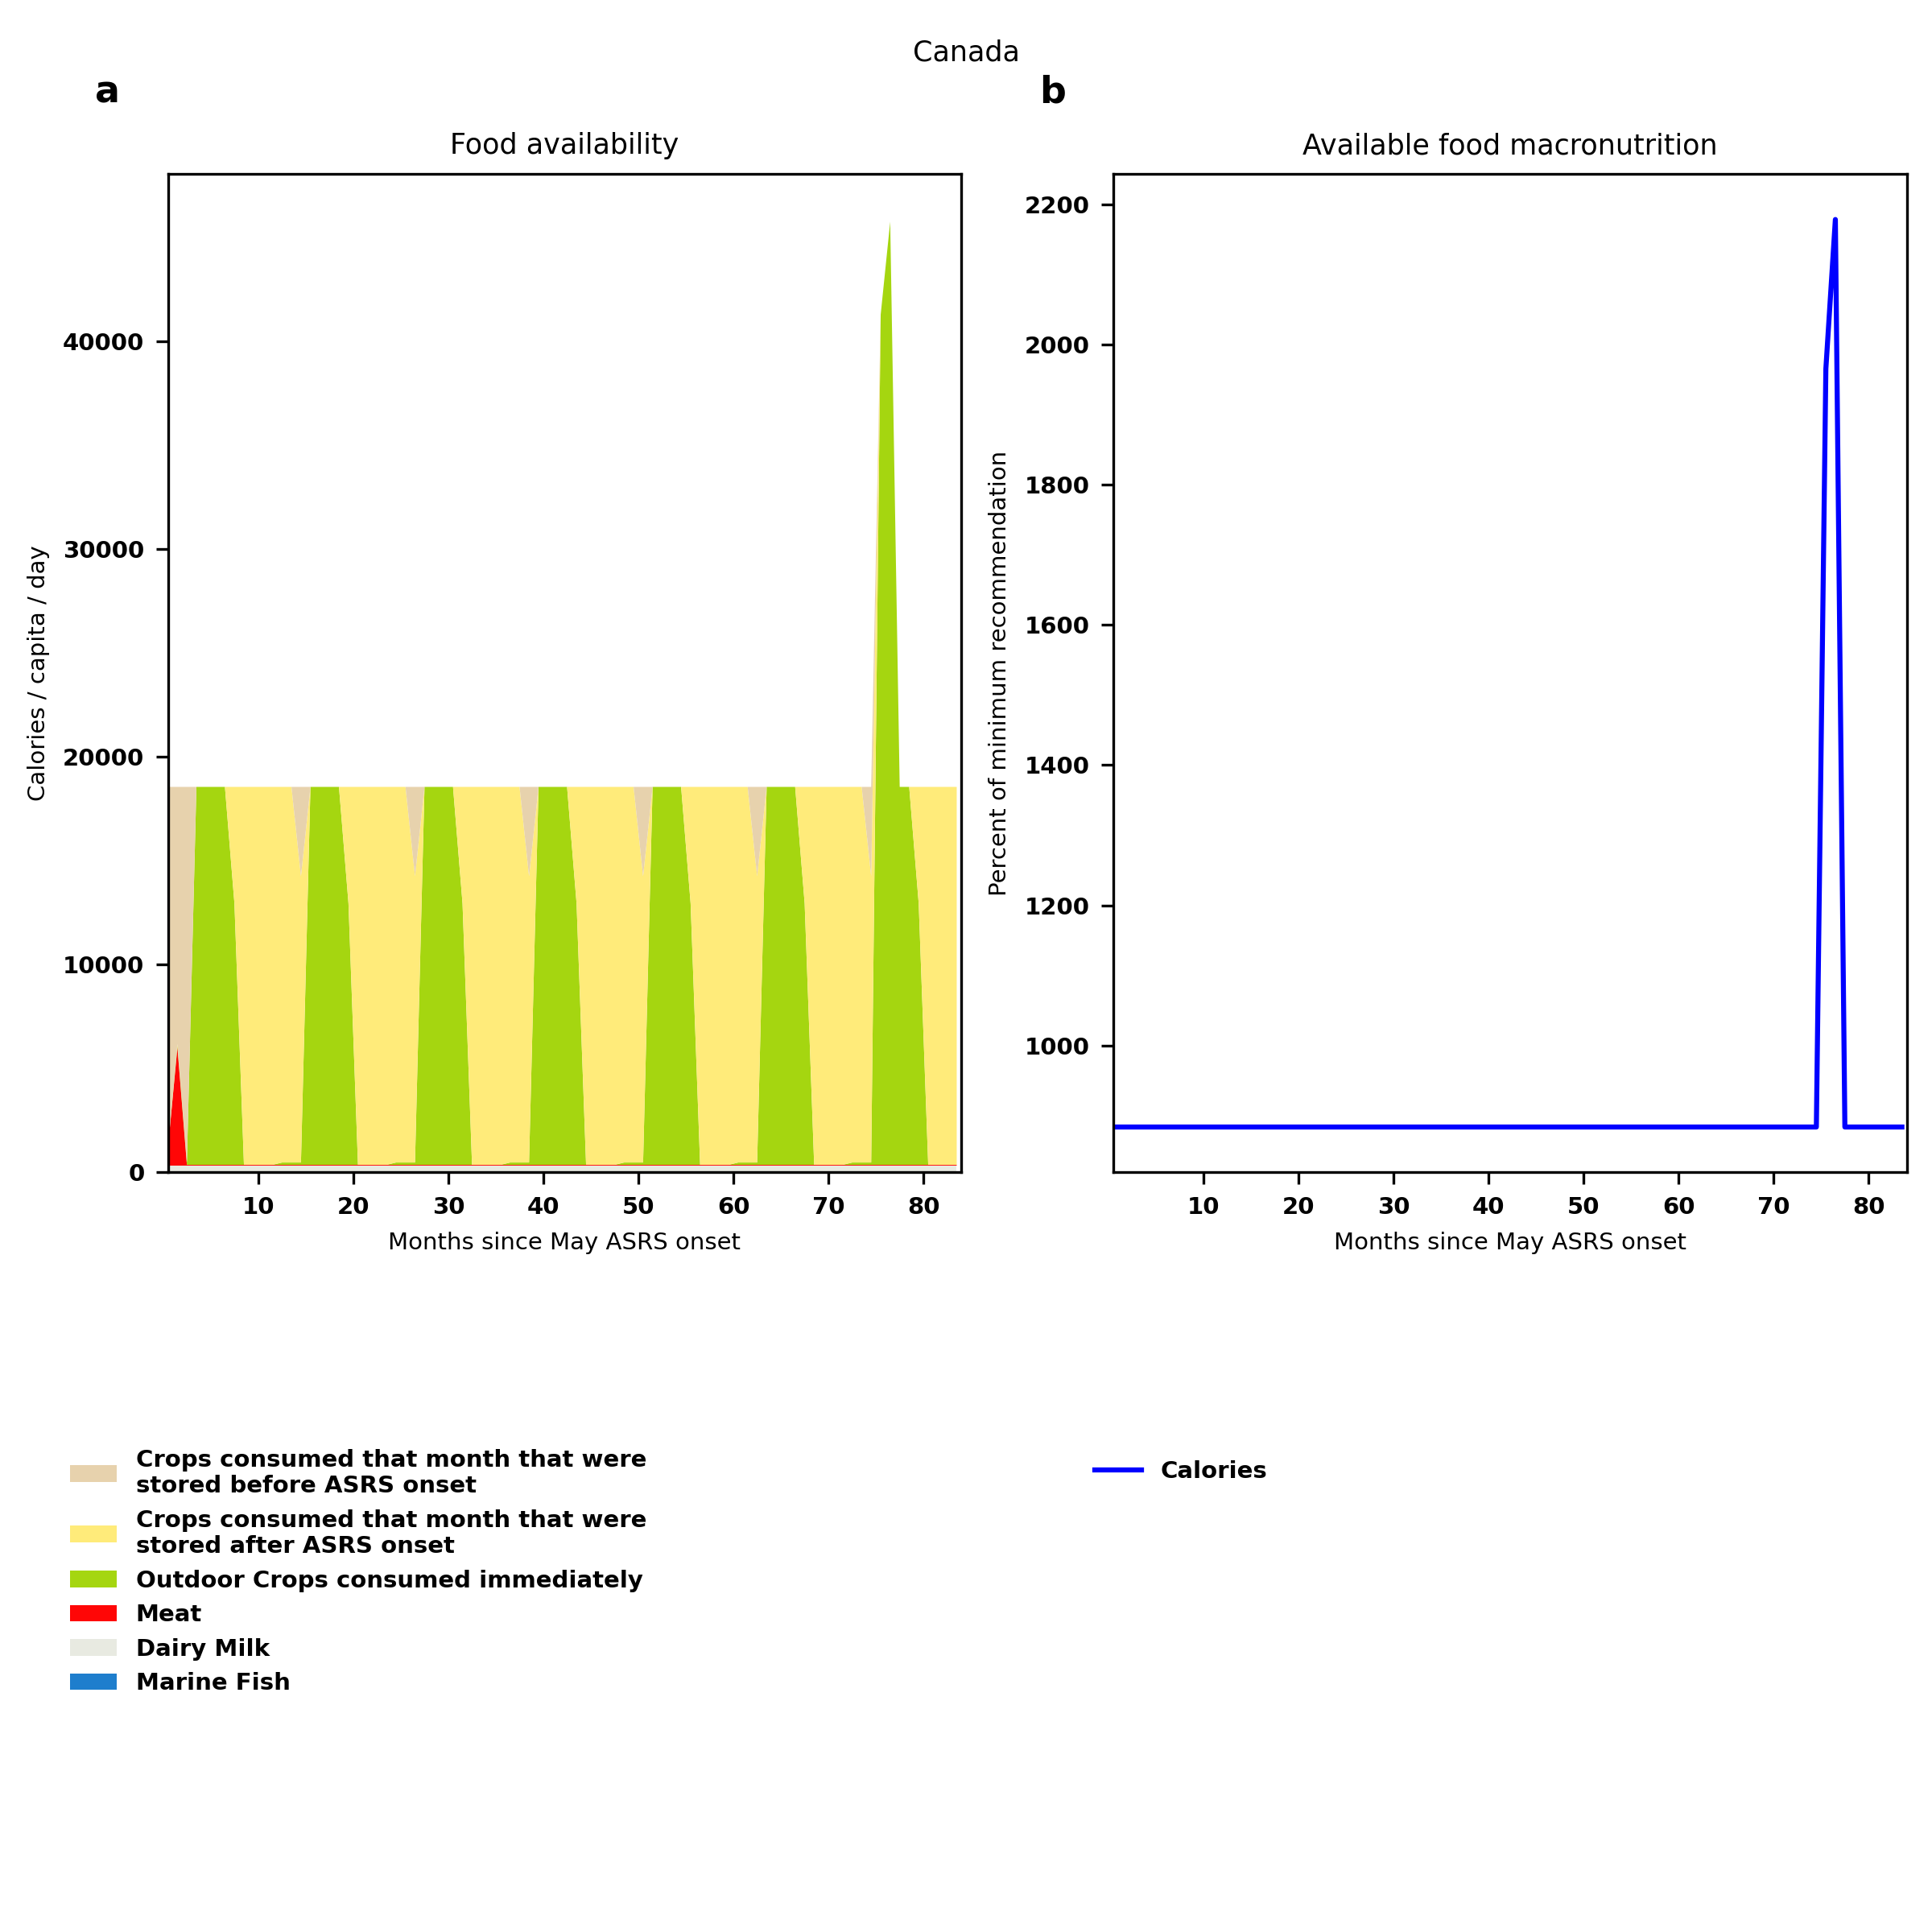 Canada
a
Food availability
Calories / capita / day
40000
30000
20000
10000
0
10 20 30 40 50 60 70 80
Months since May ASRS onset
b
Available food macronutrition
Percent of minimum recommendation
2200
2000
1800
1600
1400
1200
1000
10 20 30 40 50 60 70 80
Months since May ASRS onset
Crops consumed that month that were
stored before ASRS onset
Crops consumed that month that were
stored after ASRS onset
Outdoor Crops consumed immediately
Meat
Dairy Milk
Marine Fish
Calories